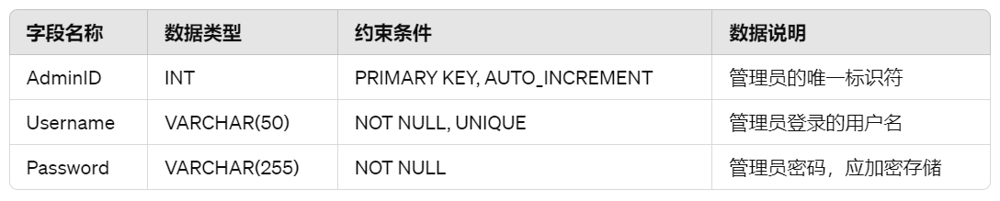 字段名称 数据类型 约束条件 数据说明
AdminID INT PRIMARY KEY, AUTO_INCREMENT 管理员的唯一标识符
Username VARCHAR(50) NOT NULL, UNIQUE 管理员登录的用户名
Password VARCHAR(255) NOT NULL 管理员密码，应加密存储